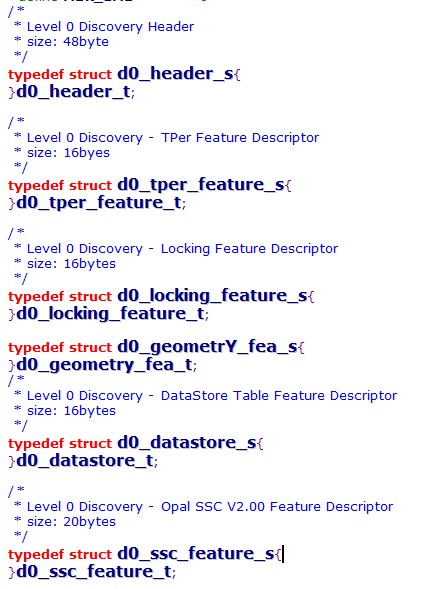 /*
 * Level 0 Discovery Header
 * size: 48byte
 */
typedef struct d0_header_s{
}d0_header_t;
/*
 * Level 0 Discovery - TPer Feature Descriptor
 * size: 16byes
 */
typedef struct d0_tper_feature_s{
}d0_tper_feature_t;
/*
 * Level 0 Discovery - Locking Feature Descriptor
 * size: 16bytes
 */
typedef struct d0_locking_feature_s{
}d0_locking_feature_t;
typedef struct d0_geometrY_fea_s{
}d0_geometry_fea_t;
/*
 * Level 0 Discovery - DataStore Table Feature Descriptor
 * size: 16bytes
 */
typedef struct d0_datastore_s{
}d0_datastore_t;
/*
 * Level 0 Discovery - Opal SSC V2.00 Feature Descriptor
 * size: 20bytes
 */
typedef struct d0_ssc_feature_s{
}d0_ssc_feature_t;